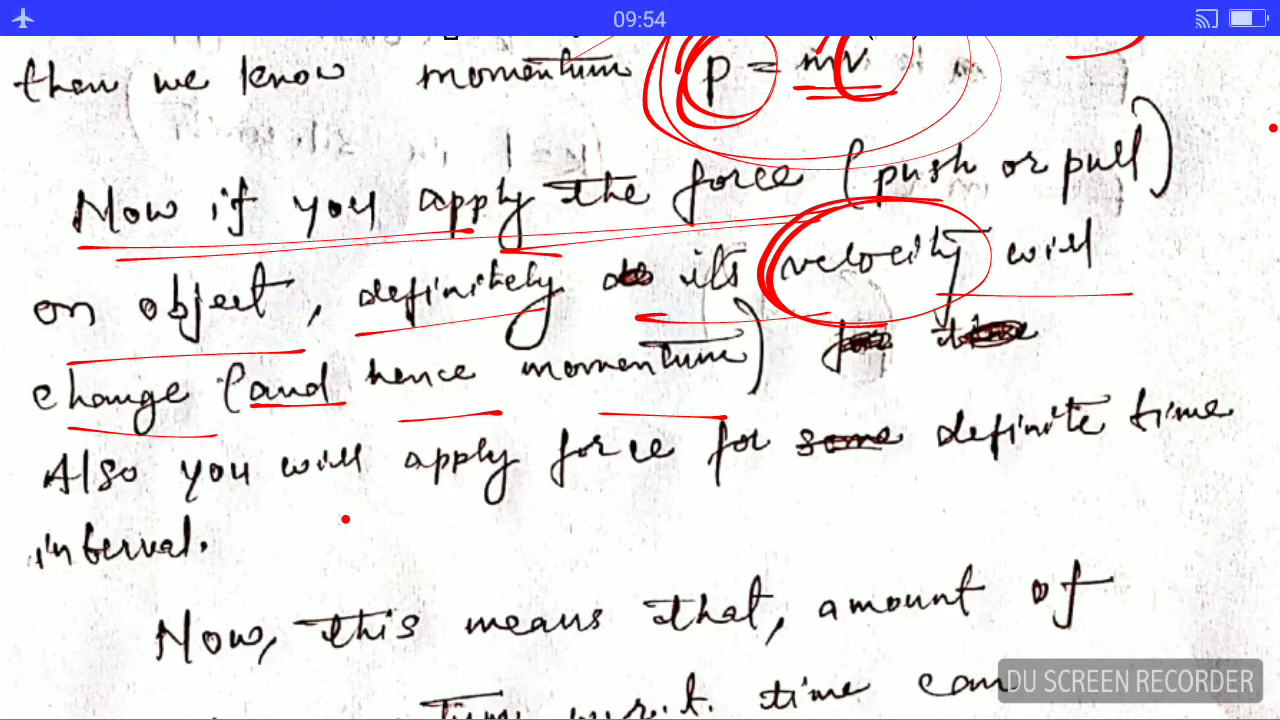 09:54
then we know momentum p = mv
Now if you apply the force (push or pull)
on object, definitely its velocity will
change (and hence momentum)
Also you will apply force for some definite time
interval.
Now, this means that, amount of
w.r.t. time can
DU SCREEN RECORDER